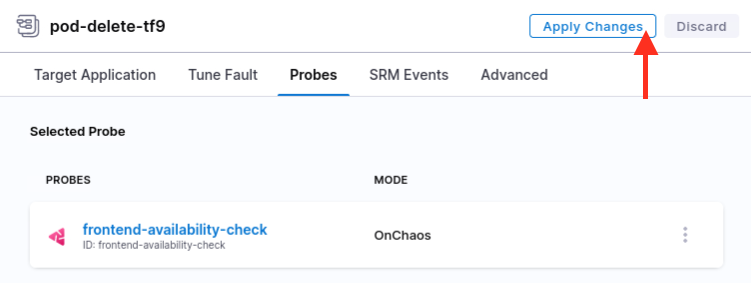 pod-delete-tf9
Apply Changes
Discard
Target Application
Tune Fault
Probes
SRM Events
Advanced
Selected Probe
PROBES
MODE
frontend-availability-check
OnChaos
ID: frontend-availability-check